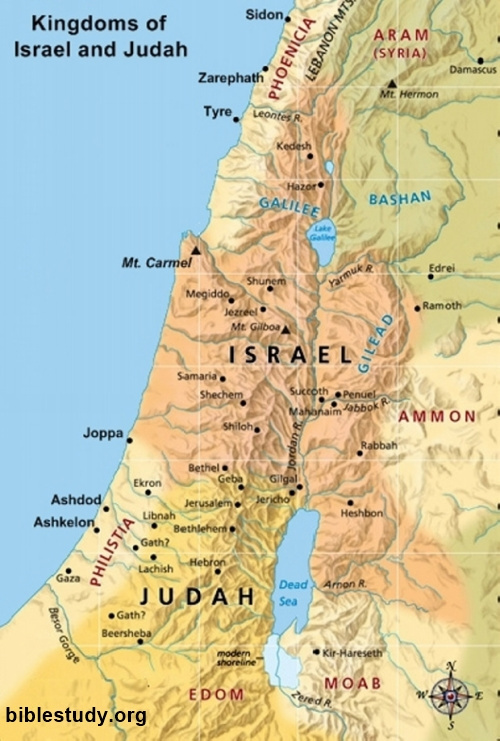 Kingdoms of
Israel and Judah
Sidon
PHOENICIA
LEBANON MTS.
ARAM
(SYRIA)
Damascus
Zarephath
Mt. Hermon
Tyre
Leontes R.
Kedesh
Hazor
GALILEE
BASHAN
Lake
Galilee
Mt. Carmel
Yarmuk R.
Edrei
Shunem
Megiddo
Jezreel
Ramoth
Mt. Gilboa
GILEAD
ISRAEL
Samaria
Succoth
Penuel
Shechem
Mahanaim
Jabbok R.
AMMON
Shiloh
Jordan R.
Joppa
Rabbah
Bethel
Geba
Gilgal
Ekron
Jericho
Ashdod
Jerusalem
Heshbon
Libnah
Ashkelon
Bethlehem
PHILISTIA
Gath?
Lachish
Hebron
Gaza
Dead
Sea
Arnon R.
JUDAH
Gath?
Besor Gorge
Beersheba
modern
shoreline
Kir-Hareseth
MOAB
EDOM
Zered R.
N
W
E
S
biblestudy.org